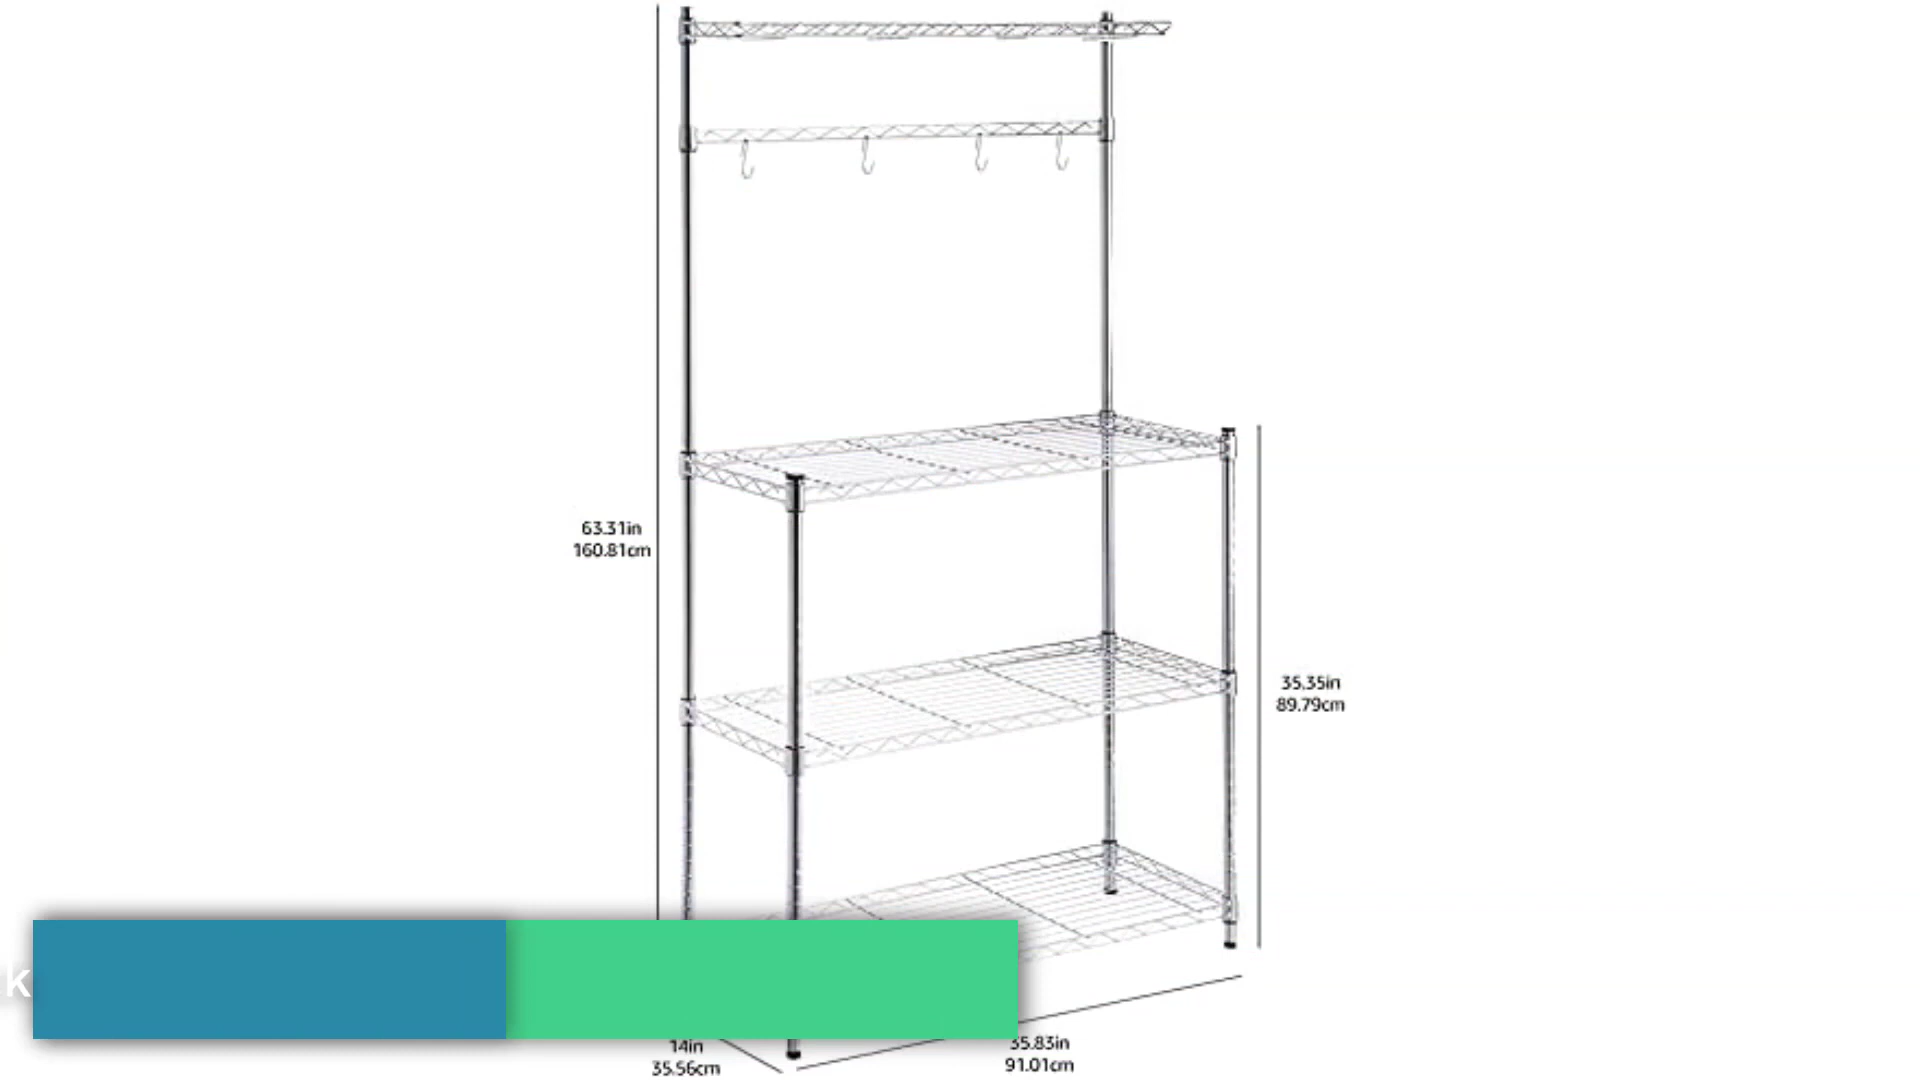 63.31in
160.81cm
35.35in
89.79cm
k
14in
35.56cm
35.83in
91.01cm